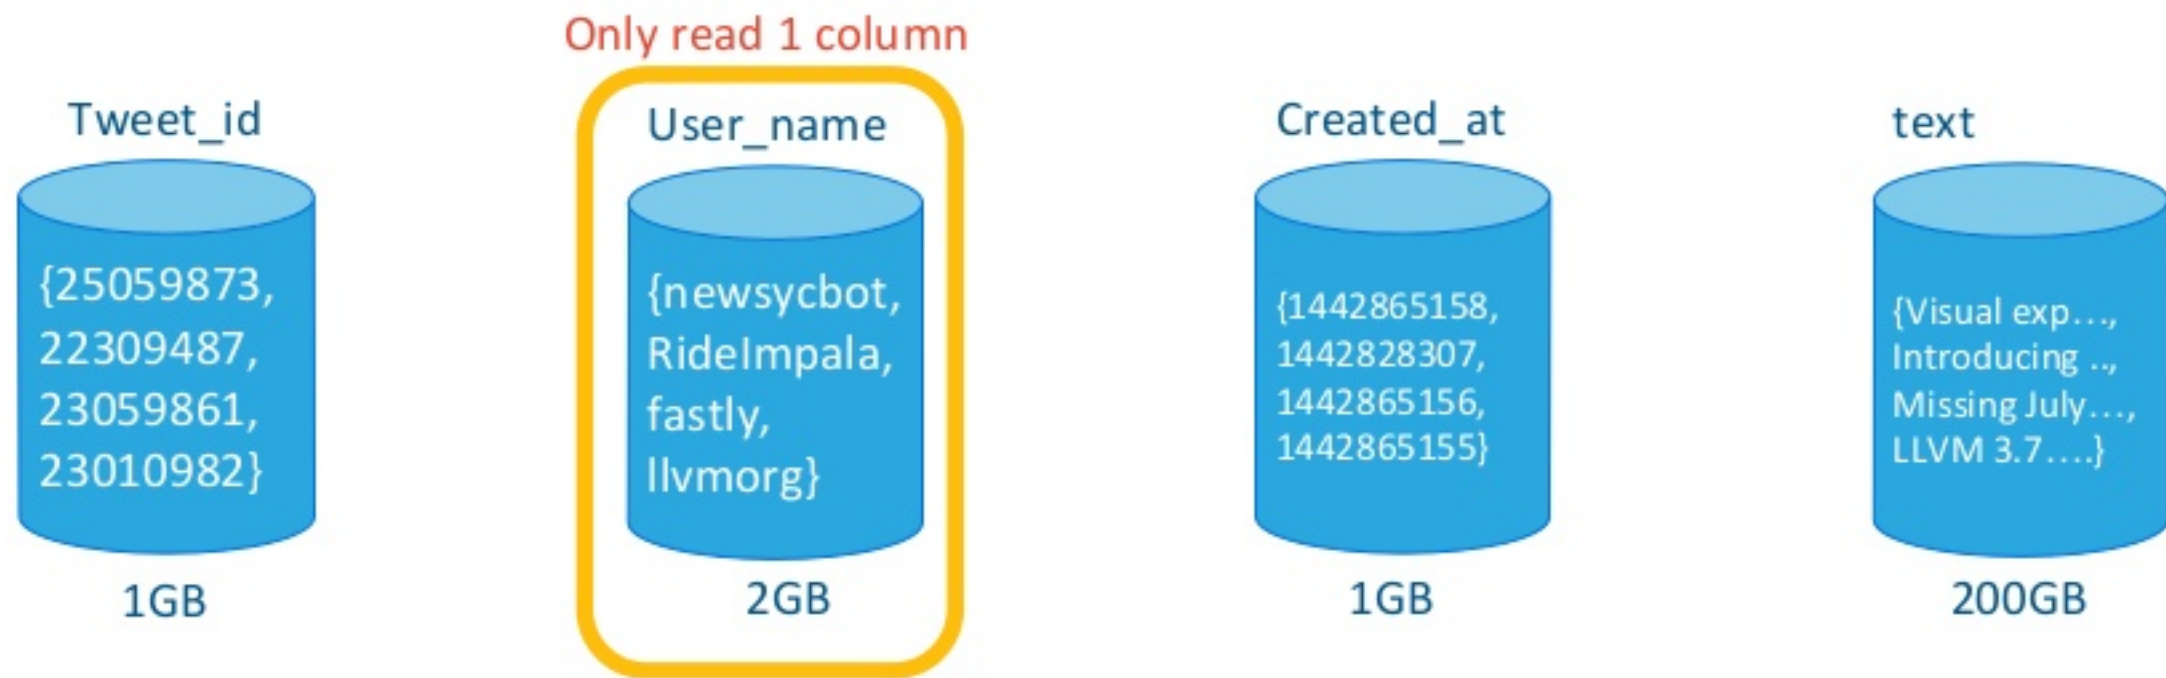 Only read 1 column
Tweet_id
{25059873,
22309487,
23059861,
23010982}
1GB
User_name
{newsycbot,
RideImpala,
fastly,
llvmorg}
2GB
Created_at
{1442865158,
1442828307,
1442865156,
1442865155}
1GB
text
{Visual exp...,
Introducing ..,
Missing July...,
LLVM 3.7....}
200GB